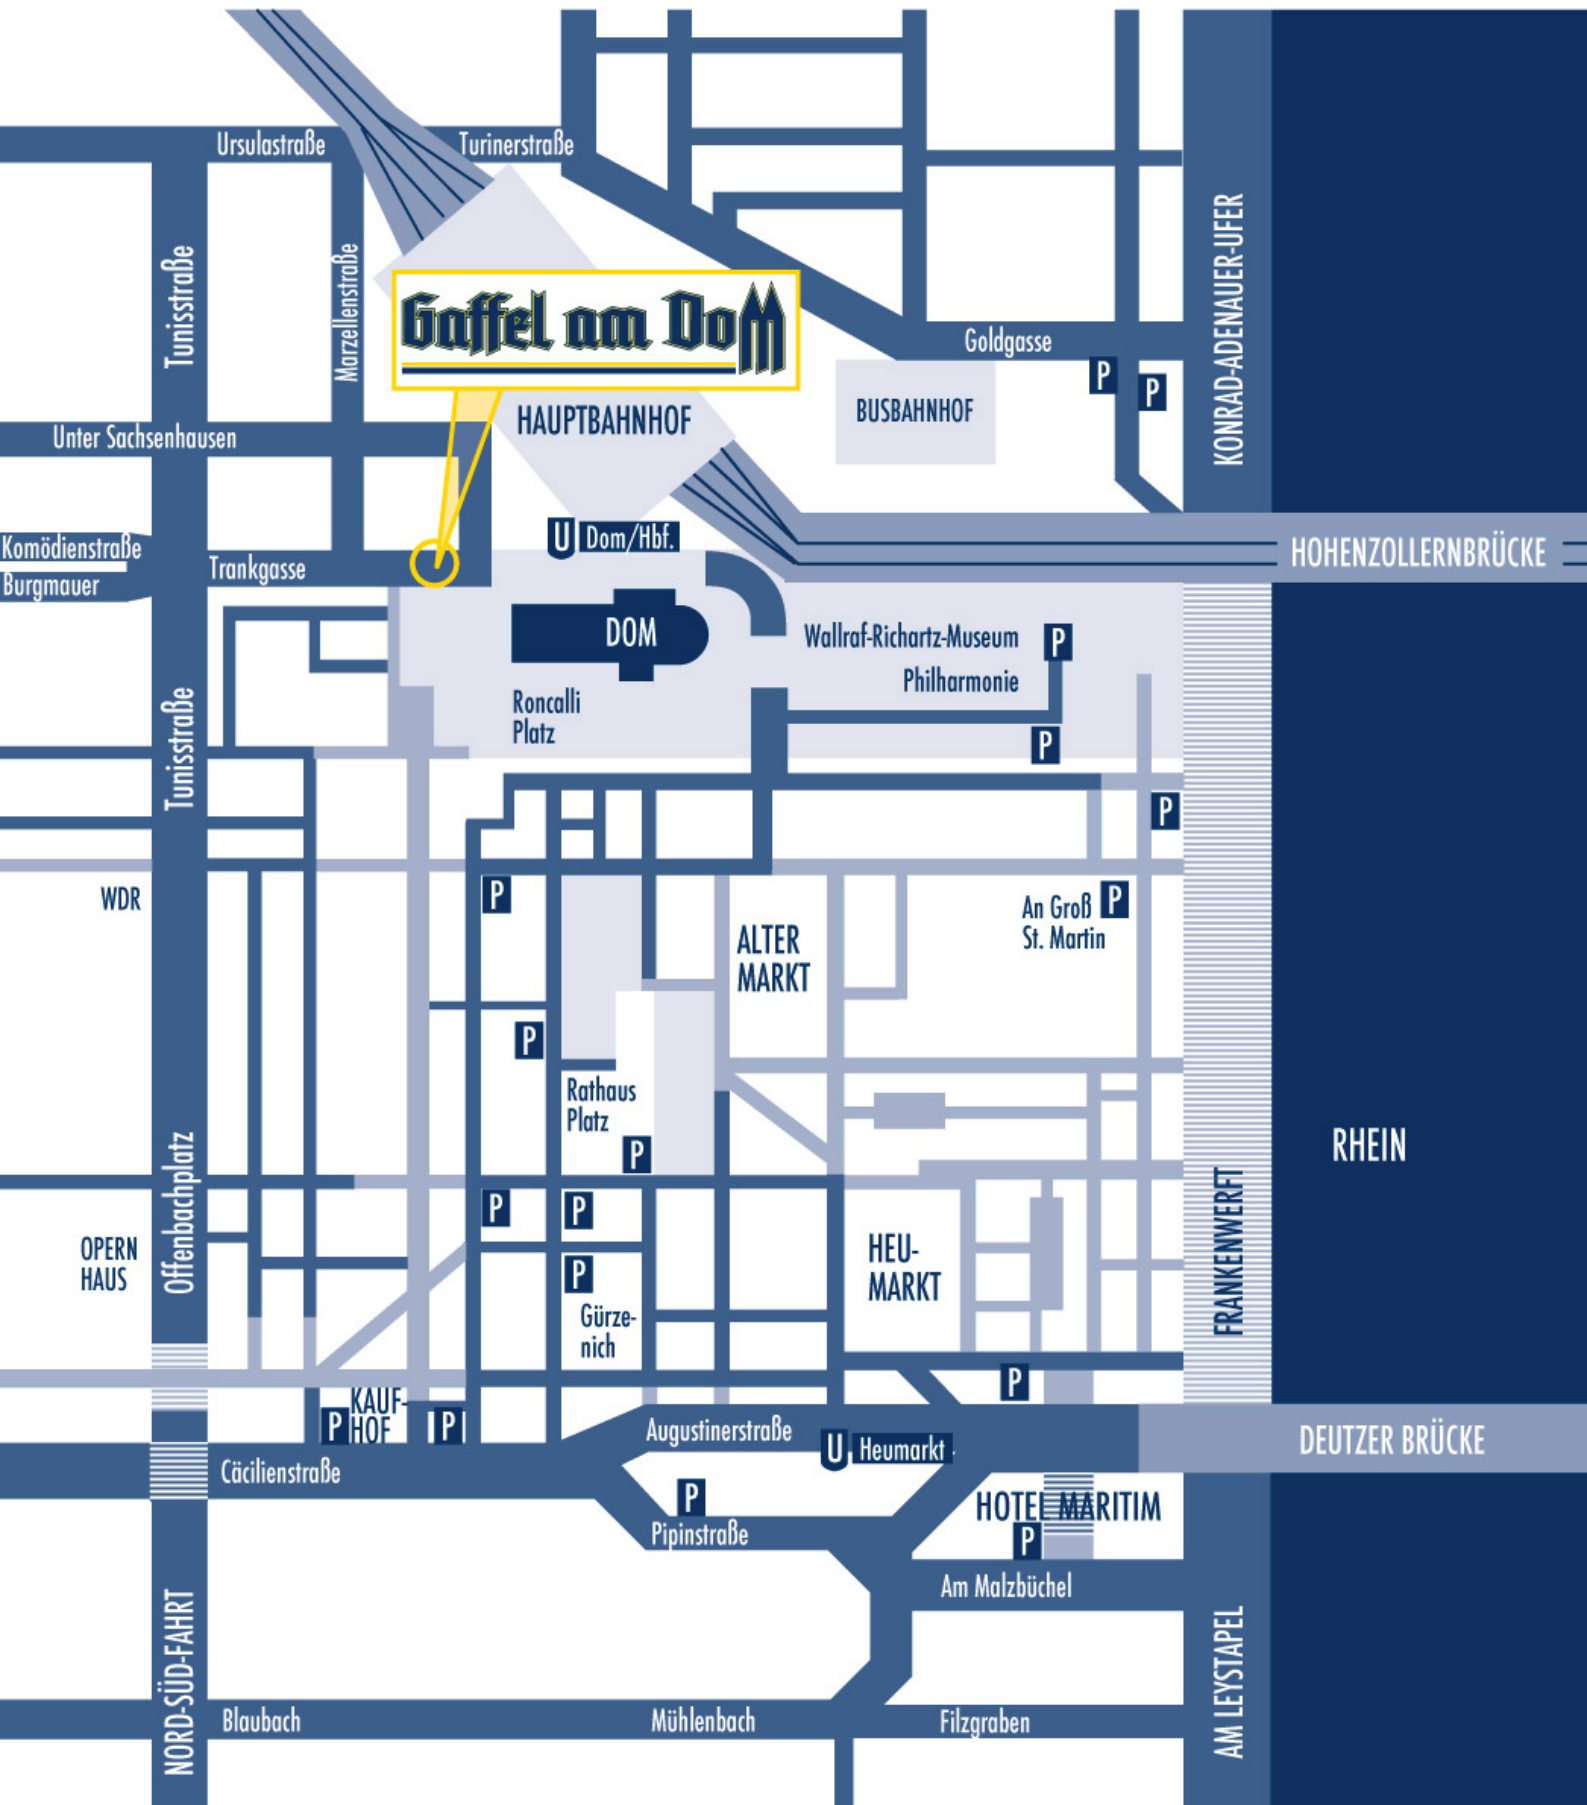 Ursulastraße
Turinerstraße
Tunisstraße
Marzellenstraße
KONRAD-ADENAUER-UFER
Gaffel am Dom
Goldgasse
P
P
HAUPTBAHNHOF
BUSBAHNHOF
Unter Sachsenhausen
U Dom/Hbf.
Komödienstraße
HOHENZOLLERNBRÜCKE
Trankgasse
Burgmauer
DOM
Wallraf-Richartz-Museum
P
Philharmonie
Roncalli
Platz
Tunisstraße
P
P
WDR
P
An Groß
P
St. Martin
ALTER
MARKT
P
Rathaus
Platz
RHEIN
P
Offenbachplatz
P
P
OPERN
HAUS
HEU-
MARKT
FRANKENWERFT
P
Gürze-
nich
P
KAUF-
HOF
P
P
Augustinerstraße
U Heumarkt
DEUTZER BRÜCKE
Cäcilienstraße
P
HOTEL MARITIM
P
Pipinstraße
Am Malzbüchel
NORD-SÜD-FAHRT
AM LEYSTAPEL
Blaubach
Mühlenbach
Filzgraben